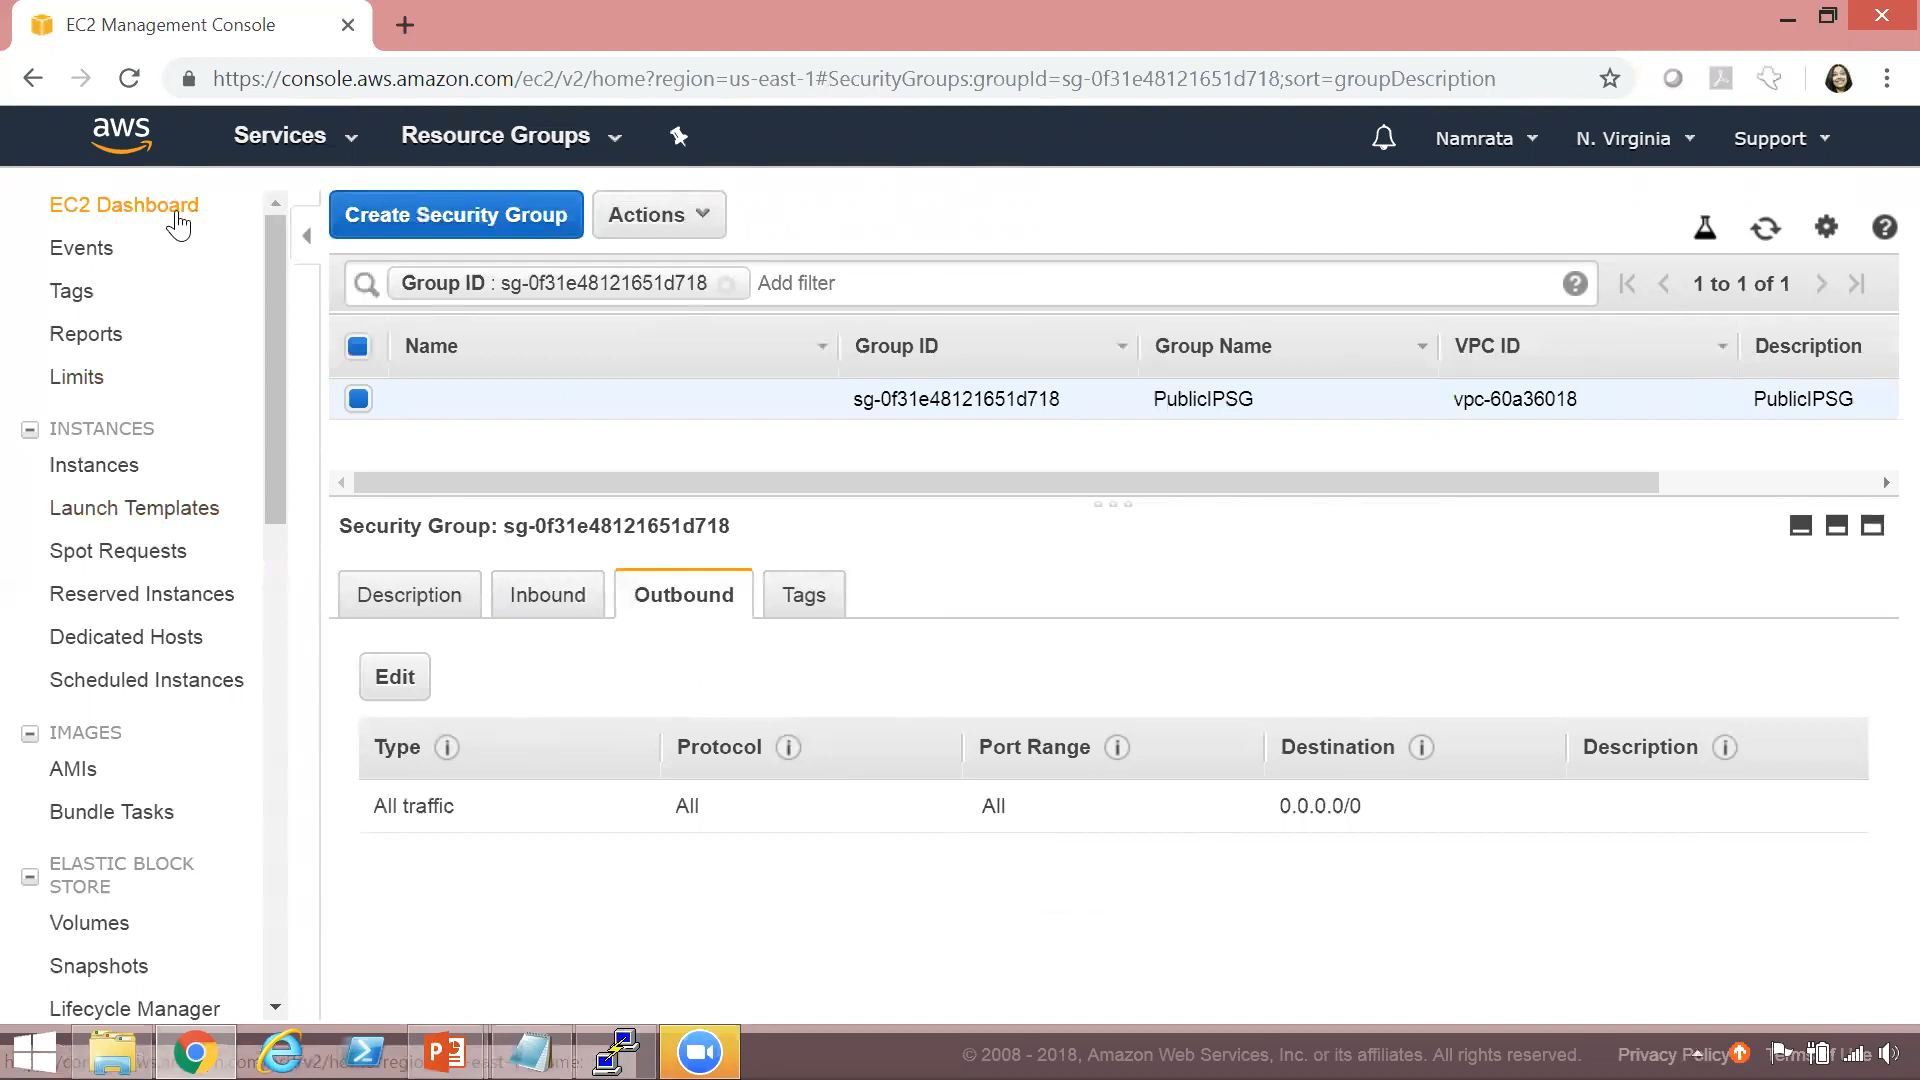 EC2 Management Console
https://console.aws.amazon.com/ec2/v2/home?region=us-east-1#SecurityGroups:groupId=sg-0f31e48121651d718;sort=groupDescription
aws
Services
Resource Groups
Namrata
N. Virginia
Support
EC2 Dashboard
Events
Tags
Reports
Limits
INSTANCES
Instances
Launch Templates
Spot Requests
Reserved Instances
Dedicated Hosts
Scheduled Instances
IMAGES
AMIs
Bundle Tasks
ELASTIC BLOCK
STORE
Volumes
Snapshots
Lifecycle Manager
Create Security Group
Actions
Group ID : sg-0f31e48121651d718
Add filter
1 to 1 of 1
Name
Group ID
Group Name
VPC ID
Description
sg-0f31e48121651d718
PublicIPSG
vpc-60a36018
PublicIPSG
Security Group: sg-0f31e48121651d718
Description
Inbound
Outbound
Tags
Edit
Type
Protocol
Port Range
Destination
Description
All traffic
All
All
0.0.0.0/0
© 2008 - 2018, Amazon Web Services, Inc. or its affiliates. All rights reserved.
Privacy Policy